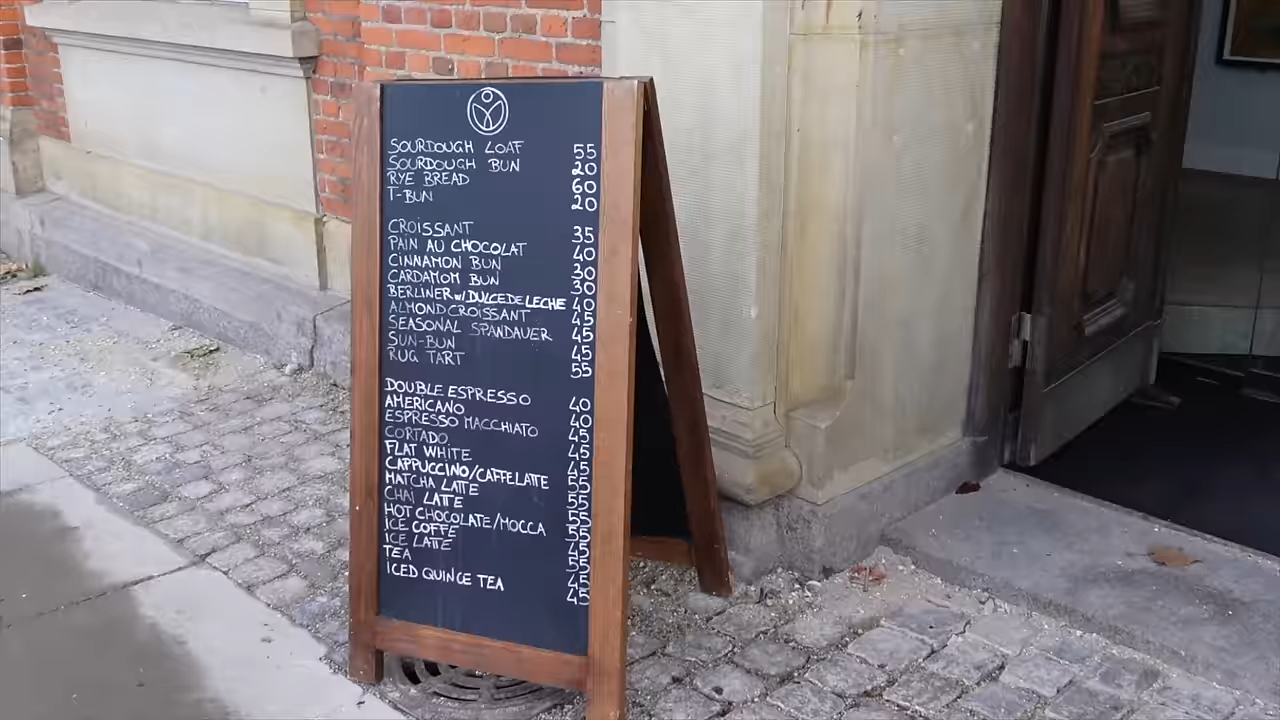 SOURDOUGH LOAF 55
SOURDOUGH BUN 20
RYE BREAD 60
T-BUN 20
CROISSANT 35
PAIN AU CHOCOLAT 40
CINNAMON BUN 30
CARDAMOM BUN 30
BERLINER w/DULCE DE LECHE 40
ALMOND CROISSANT 45
SEASONAL SPANDAUER 45
SUN-BUN 45
RUG TART 55
DOUBLE ESPRESSO 40
AMERICANO 40
ESPRESSO MACCHIATO 45
CORTADO 45
FLAT WHITE 45
CAPPUCCINO/CAFFELATTE 55
MATCHA LATTE 55
CHAI LATTE 55
HOT CHOCOLATE/MOCCA 55
ICE COFFE 45
ICE LATTE 55
TEA 45
ICED QUINCE TEA 45